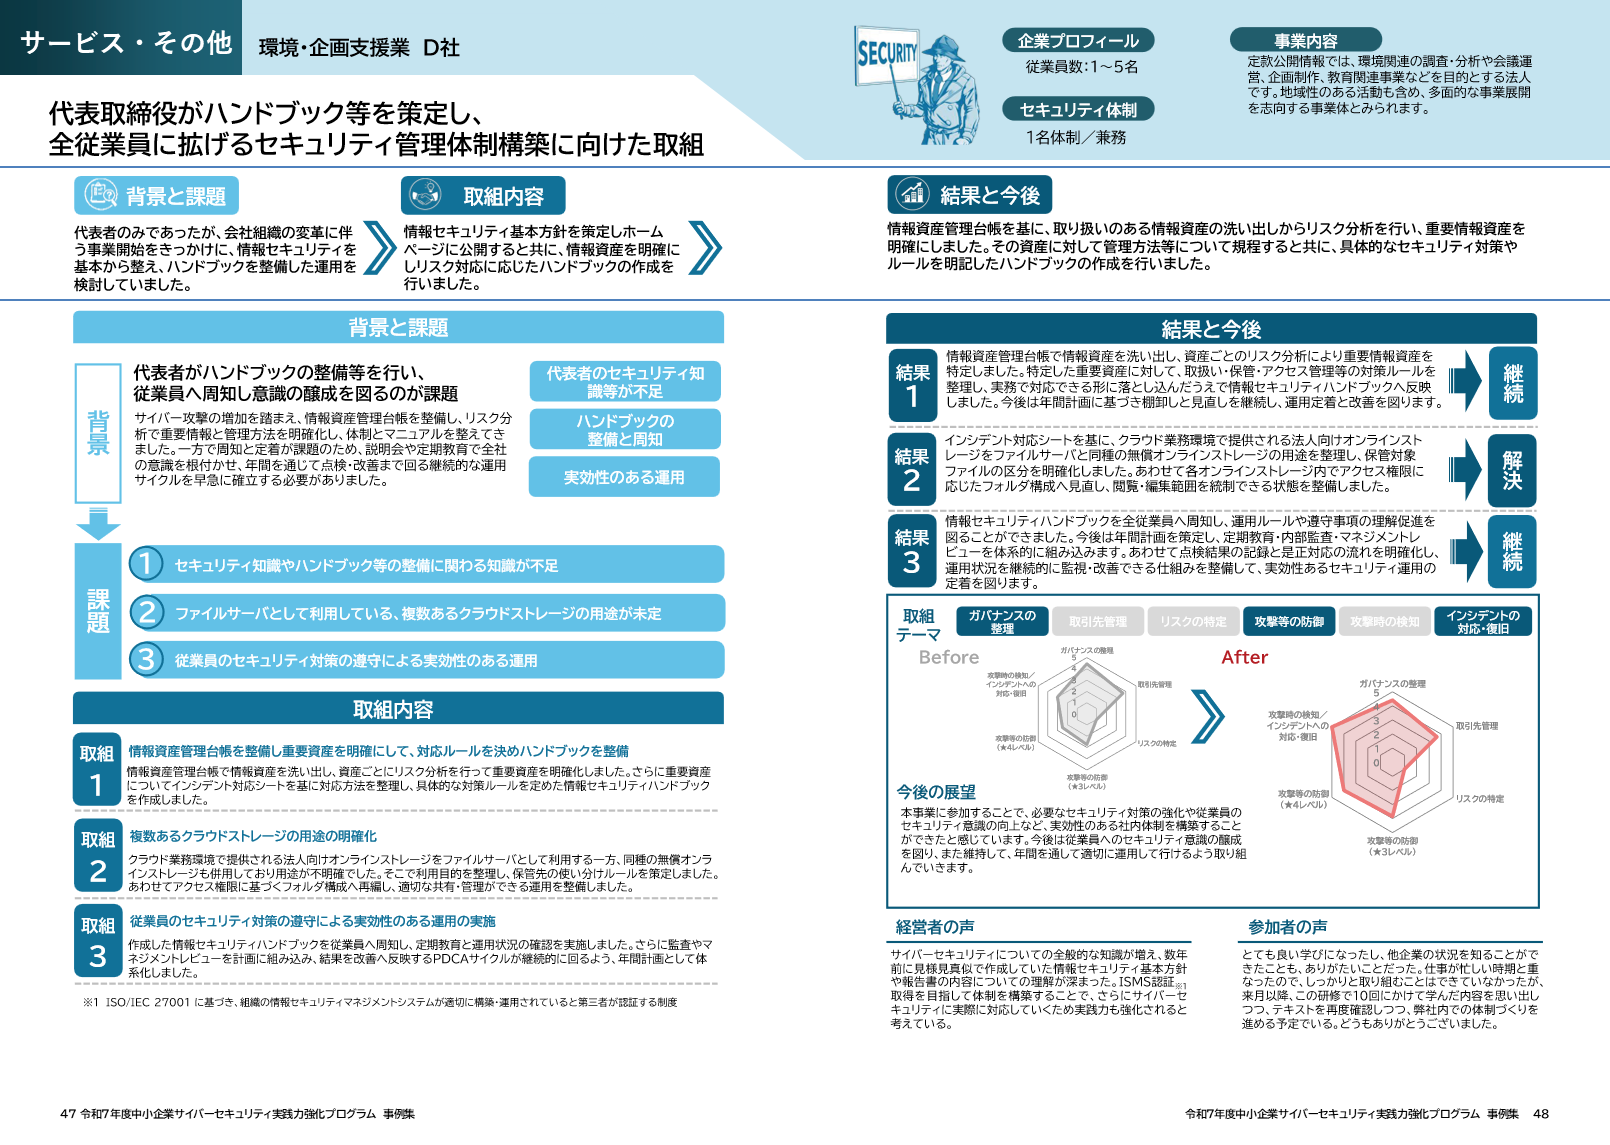 サービス・その他
環境・企画支援業 D社
代表取締役がハンドブック等を策定し、
全従業員に拡げるセキュリティ管理体制構築に向けた取組
SECURITY
企業プロフィール
従業員数：1～5名
セキュリティ体制
1名体制／兼務
事業内容
定款公開情報では、環境関連の調査・分析や会議運
営、企画制作、教育関連事業などを目的とする法人
です。地域性のある活動も含め、多面的な事業展開
を志向する事業体とみられます。
背景と課題
代表者のみであったが、会社組織の変革に伴
う事業開始をきっかけに、情報セキュリティを
基本から整え、ハンドブックを整備した運用を
検討していました。
取組内容
情報セキュリティ基本方針を策定しホーム
ページに公開すると共に、情報資産を明確に
しリスク対応に応じたハンドブックの作成を
行いました。
結果と今後
情報資産管理台帳を基に、取り扱いのある情報資産の洗い出しからリスク分析を行い、重要情報資産を
明確にしました。その資産に対して管理方法等について規程すると共に、具体的なセキュリティ対策や
ルールを明記したハンドブックの作成を行いました。
背景と課題
背景
代表者がハンドブックの整備等を行い、
従業員へ周知し意識の醸成を図るのが課題
サイバー攻撃の増加を踏まえ、情報資産管理台帳を整備し、リスク分
析で重要情報と管理方法を明確化し、体制とマニュアルを整えてき
ました。一方で周知と定着が課題のため、説明会や定期教育で全社
の意識を根付かせ、年間を通じて点検・改善まで回る継続的な運用
サイクルを早急に確立する必要がありました。
代表者のセキュリティ知
識等が不足
ハンドブックの
整備と周知
実効性のある運用
課題
1 セキュリティ知識やハンドブック等の整備に関わる知識が不足
2 ファイルサーバとして利用している、複数あるクラウドストレージの用途が未定
3 従業員のセキュリティ対策の遵守による実効性のある運用
取組内容
取組
1
情報資産管理台帳を整備し重要資産を明確にして、対応ルールを決めハンドブックを整備
情報資産管理台帳で情報資産を洗い出し、資産ごとにリスク分析を行って重要資産を明確化しました。さらに重要資産
についてインシデント対応シートを基に対応方法を整理し、具体的な対策ルールを定めた情報セキュリティハンドブック
を作成しました。
取組
2
複数あるクラウドストレージの用途の明確化
クラウド業務環境で提供される法人向けオンラインストレージをファイルサーバとして利用する一方、同種の無償オンラ
インストレージも併用しており用途が不明確でした。そこで利用目的を整理し、保管先の使い分けルールを策定しました。
あわせてアクセス権限に基づくフォルダ構成へ再編し、適切な共有・管理ができる運用を整備しました。
取組
3
従業員のセキュリティ対策の遵守による実効性のある運用の実施
作成した情報セキュリティハンドブックを従業員へ周知し、定期教育と運用状況の確認を実施しました。さらに監査やマ
ネジメントレビューを計画に組み込み、結果を改善へ反映するPDCAサイクルが継続的に回るよう、年間計画として体
系化しました。
※1 ISO/IEC 27001 に基づき、組織の情報セキュリティマネジメントシステムが適切に構築・運用されていると第三者が認証する制度
結果と今後
結果
1
情報資産管理台帳で情報資産を洗い出し、資産ごとのリスク分析により重要情報資産を
特定しました。特定した重要資産に対して、取扱い・保管・アクセス管理等の対策ルールを
整理し、実務で対応できる形に落とし込んだうえで情報セキュリティハンドブックへ反映
しました。今後は年間計画に基づき棚卸しと見直しを継続し、運用定着と改善を図ります。
継続
結果
2
インシデント対応シートを基に、クラウド業務環境で提供される法人向けオンラインスト
レージをファイルサーバと同種の無償オンラインストレージの用途を整理し、保管対象
ファイルの区分を明確化しました。あわせて各オンラインストレージ内でアクセス権限に
応じたフォルダ構成へ見直し、閲覧・編集範囲を統制できる状態を整備しました。
解決
結果
3
情報セキュリティハンドブックを全従業員へ周知し、運用ルールや遵守事項の理解促進を
図ることができました。今後は年間計画を策定し、定期教育・内部監査・マネジメントレ
ビューを体系的に組み込みます。あわせて点検結果の記録と是正対応の流れを明確化し、
運用状況を継続的に監視・改善できる仕組みを整備して、実効性あるセキュリティ運用の
定着を図ります。
継続
取組
テーマ
ガバナンスの
整理
取引先管理
リスクの特定
攻撃等の防御
攻撃時の検知
インシデントの
対応・復旧
Before
ガバナンスの整理
取引先管理
リスクの特定
攻撃等の防御
（★3レベル）
攻撃等の防御
（★4レベル）
攻撃時の検知／
インシデントへの
対応・復旧
5
4
3
2
1
0
After
ガバナンスの整理
取引先管理
リスクの特定
攻撃等の防御
（★3レベル）
攻撃等の防御
（★4レベル）
攻撃時の検知／
インシデントへの
対応・復旧
5
4
3
2
1
0
今後の展望
本事業に参加することで、必要なセキュリティ対策の強化や従業員の
セキュリティ意識の向上など、実効性のある社内体制を構築すること
ができたと感じています。今後は従業員へのセキュリティ意識の醸成
を図り、また維持して、年間を通して適切に運用して行けるよう取り組
んでいきます。
経営者の声
サイバーセキュリティについての全般的な知識が増え、数年
前に見様見真似で作成していた情報セキュリティ基本方針
や報告書の内容についての理解が深まった。ISMS認証※1
取得を目指して体制を構築することで、さらにサイバーセ
キュリティに実際に対応していくため実践力も強化されると
考えている。
参加者の声
とても良い学びになったし、他企業の状況を知ることがで
きたことも、ありがたいことだった。仕事が忙しい時期と重
なったので、しっかりと取り組むことはできていなかったが、
来月以降、この研修で10回にかけて学んだ内容を思い出し
つつ、テキストを再度確認しつつ、弊社内での体制づくりを
進める予定でいる。どうもありがとうございました。
47 令和7年度中小企業サイバーセキュリティ実践力強化プログラム 事例集
令和7年度中小企業サイバーセキュリティ実践力強化プログラム 事例集 48